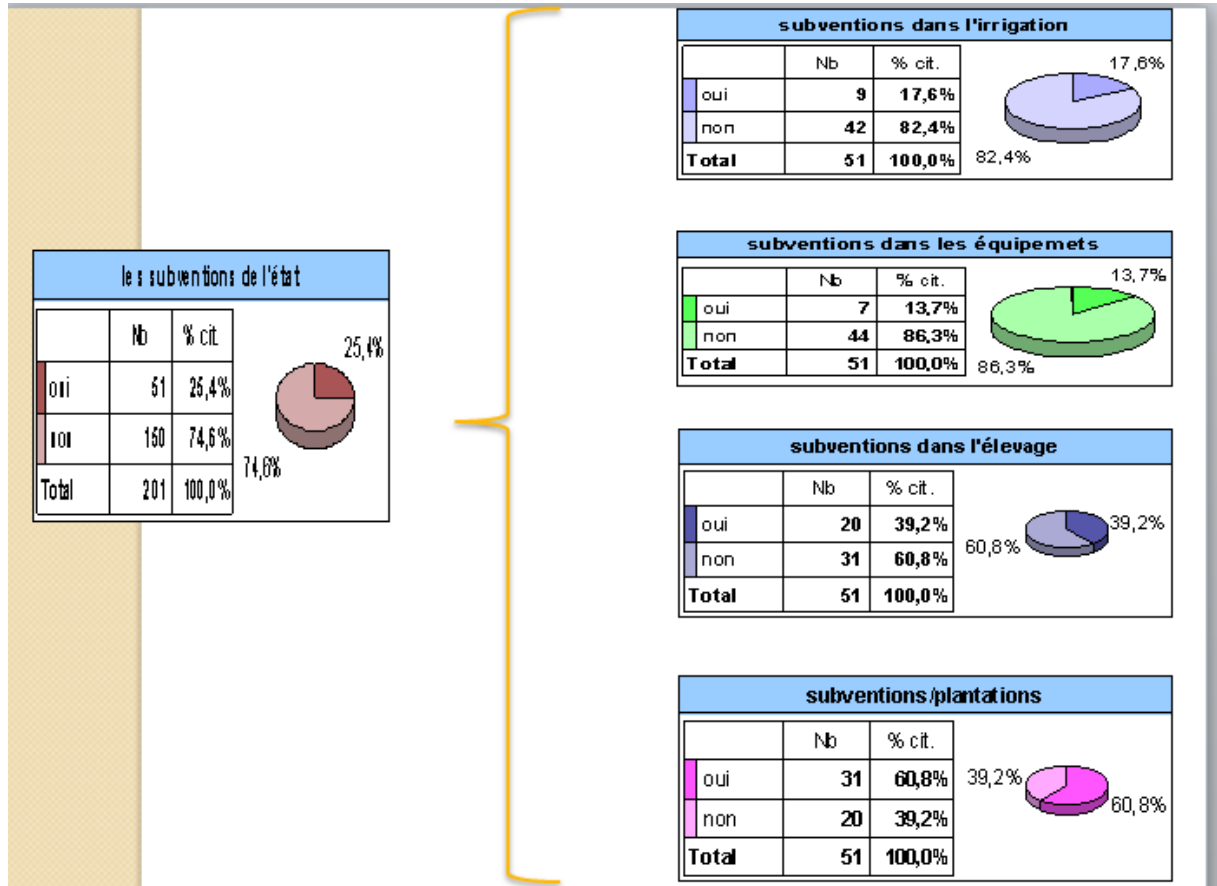 les subventions de l'état
Nb % cit.
oui 51 25,4%
non 150 74,6%
Total 201 100,0%
25,4%
74,6%
subventions dans l'irrigation
Nb % cit.
oui 9 17,6%
non 42 82,4%
Total 51 100,0%
17,6%
82,4%
subventions dans les équipemets
Nb % cit.
oui 7 13,7%
non 44 86,3%
Total 51 100,0%
13,7%
86,3%
subventions dans l'élevage
Nb % cit.
oui 20 39,2%
non 31 60,8%
Total 51 100,0%
39,2%
60,8%
subventions/plantations
Nb % cit.
oui 31 60,8%
non 20 39,2%
Total 51 100,0%
39,2%
60,8%